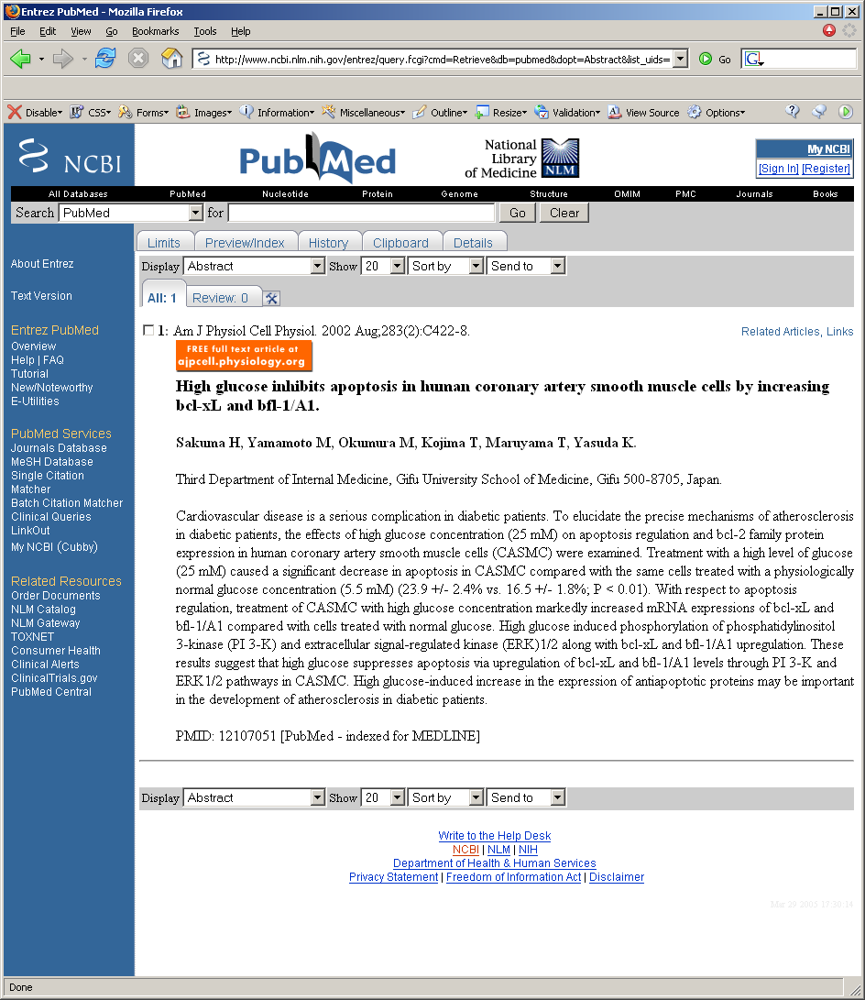 Entrez PubMed - Mozilla Firefox
File Edit View Go Bookmarks Tools Help
http://www.ncbi.nlm.nih.gov/entrez/query.fcgi?cmd=Retrieve&db=pubmed&dopt=Abstract&list_uids= Go G
Disable CSS Forms Images Information Miscellaneous Outline Resize Validation View Source Options
NCBI
PubMed
National
Library
of Medicine NLM
My NCBI
[Sign In] [Register]
All Databases PubMed Nucleotide Protein Genome Structure OMIM PMC Journals Books
Search PubMed for Go Clear
Limits Preview/Index History Clipboard Details
Display Abstract Show 20 Sort by Send to
All: 1 Review: 0
About Entrez
Text Version
Entrez PubMed
Overview
Help | FAQ
Tutorial
New/Noteworthy
E-Utilities
PubMed Services
Journals Database
MeSH Database
Single Citation
Matcher
Batch Citation Matcher
Clinical Queries
LinkOut
My NCBI (Cubby)
Related Resources
Order Documents
NLM Catalog
NLM Gateway
TOXNET
Consumer Health
Clinical Alerts
ClinicalTrials.gov
PubMed Central
1: Am J Physiol Cell Physiol. 2002 Aug;283(2):C422-8. Related Articles, Links
FREE full text article at
ajpcell.physiology.org
High glucose inhibits apoptosis in human coronary artery smooth muscle cells by increasing
bcl-xL and bfl-1/A1.
Sakuma H, Yamamoto M, Okumura M, Kojima T, Maruyama T, Yasuda K.
Third Department of Internal Medicine, Gifu University School of Medicine, Gifu 500-8705, Japan.
Cardiovascular disease is a serious complication in diabetic patients. To elucidate the precise mechanisms of atherosclerosis
in diabetic patients, the effects of high glucose concentration (25 mM) on apoptosis regulation and bcl-2 family protein
expression in human coronary artery smooth muscle cells (CASMC) were examined. Treatment with a high level of glucose
(25 mM) caused a significant decrease in apoptosis in CASMC compared with the same cells treated with a physiologically
normal glucose concentration (5.5 mM) (23.9 +/- 2.4% vs. 16.5 +/- 1.8%; P < 0.01). With respect to apoptosis
regulation, treatment of CASMC with high glucose concentration markedly increased mRNA expressions of bcl-xL and
bfl-1/A1 compared with cells treated with normal glucose. High glucose induced phosphorylation of phosphatidylinositol
3-kinase (PI 3-K) and extracellular signal-regulated kinase (ERK)1/2 along with bcl-xL and bfl-1/A1 upregulation. These
results suggest that high glucose suppresses apoptosis via upregulation of bcl-xL and bfl-1/A1 levels through PI 3-K and
ERK1/2 pathways in CASMC. High glucose-induced increase in the expression of antiapoptotic proteins may be important
in the development of atherosclerosis in diabetic patients.
PMID: 12107051 [PubMed - indexed for MEDLINE]
Display Abstract Show 20 Sort by Send to
Write to the Help Desk
NCBI | NLM | NIH
Department of Health & Human Services
Privacy Statement | Freedom of Information Act | Disclaimer
Mar 29 2005 17:30:14
Done